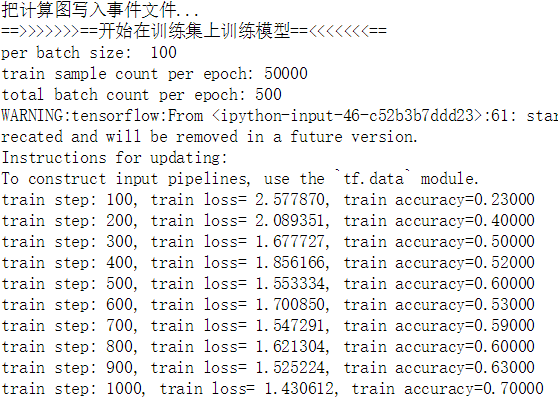 把计算图写入事件文件...
==>>>>>>>==开始在训练集上训练模型==<<<<<<<==
per batch size:  100
train sample count per epoch: 50000
total batch count per epoch: 500
WARNING:tensorflow:From <ipython-input-46-c52b3b7ddd23>:61: star
recated and will be removed in a future version.
Instructions for updating:
To construct input pipelines, use the `tf.data` module.
train step: 100, train loss= 2.577870, train accuracy=0.23000
train step: 200, train loss= 2.089351, train accuracy=0.40000
train step: 300, train loss= 1.677727, train accuracy=0.50000
train step: 400, train loss= 1.856166, train accuracy=0.52000
train step: 500, train loss= 1.553334, train accuracy=0.60000
train step: 600, train loss= 1.700850, train accuracy=0.53000
train step: 700, train loss= 1.547291, train accuracy=0.59000
train step: 800, train loss= 1.621304, train accuracy=0.60000
train step: 900, train loss= 1.525224, train accuracy=0.63000
train step: 1000, train loss= 1.430612, train accuracy=0.70000